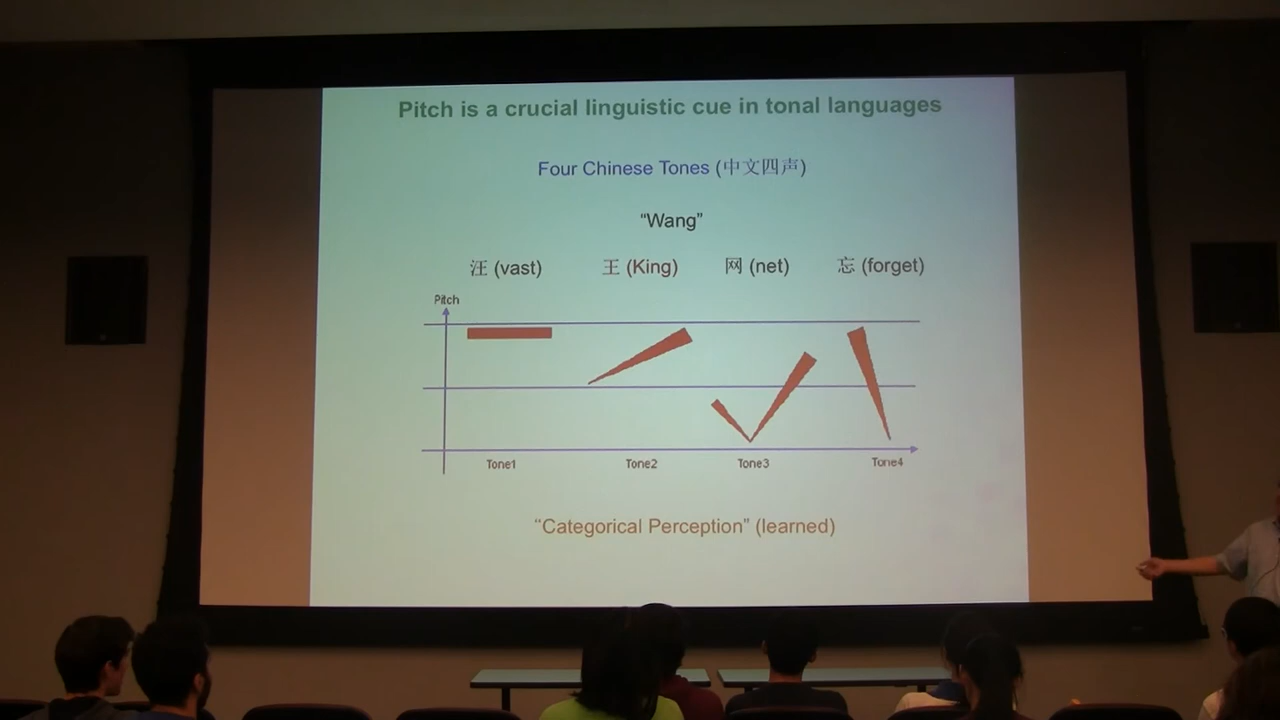 Pitch is a crucial linguistic cue in tonal languages
Four Chinese Tones (中文四声)
“Wang”
汪 (vast) 王 (King) 网 (net) 忘 (forget)
Pitch
Tone1 Tone2 Tone3 Tone4
“Categorical Perception” (learned)